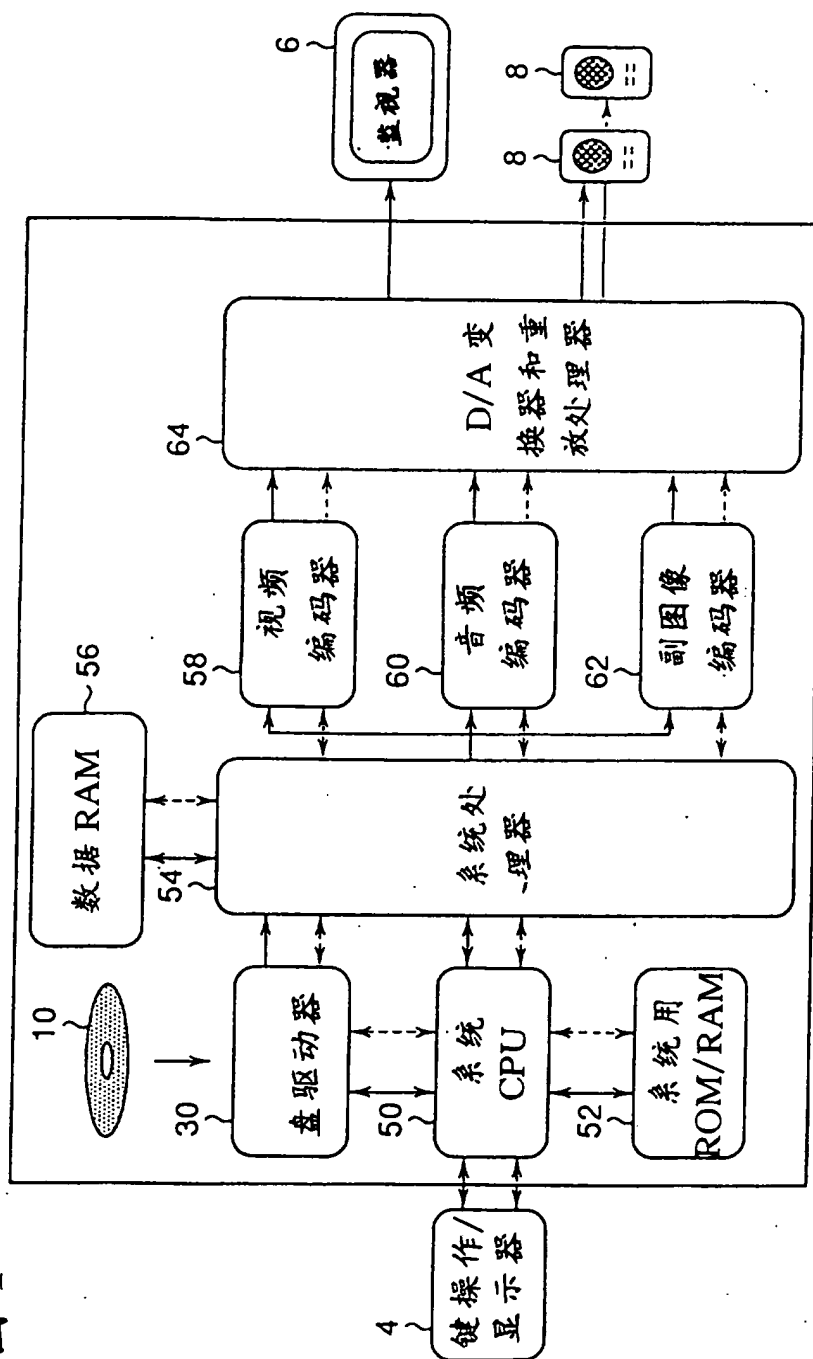 10
56
数据 RAM
6
监视器
30
盘驱动器
54
系统处
理器
58
视频
编码器
64
D/A 变
换器和重
放处理器
8
8
4
键操作/
显示器
50
系统
CPU
60
音频
编码器
52
系统用
ROM/RAM
62
副图像
编码器